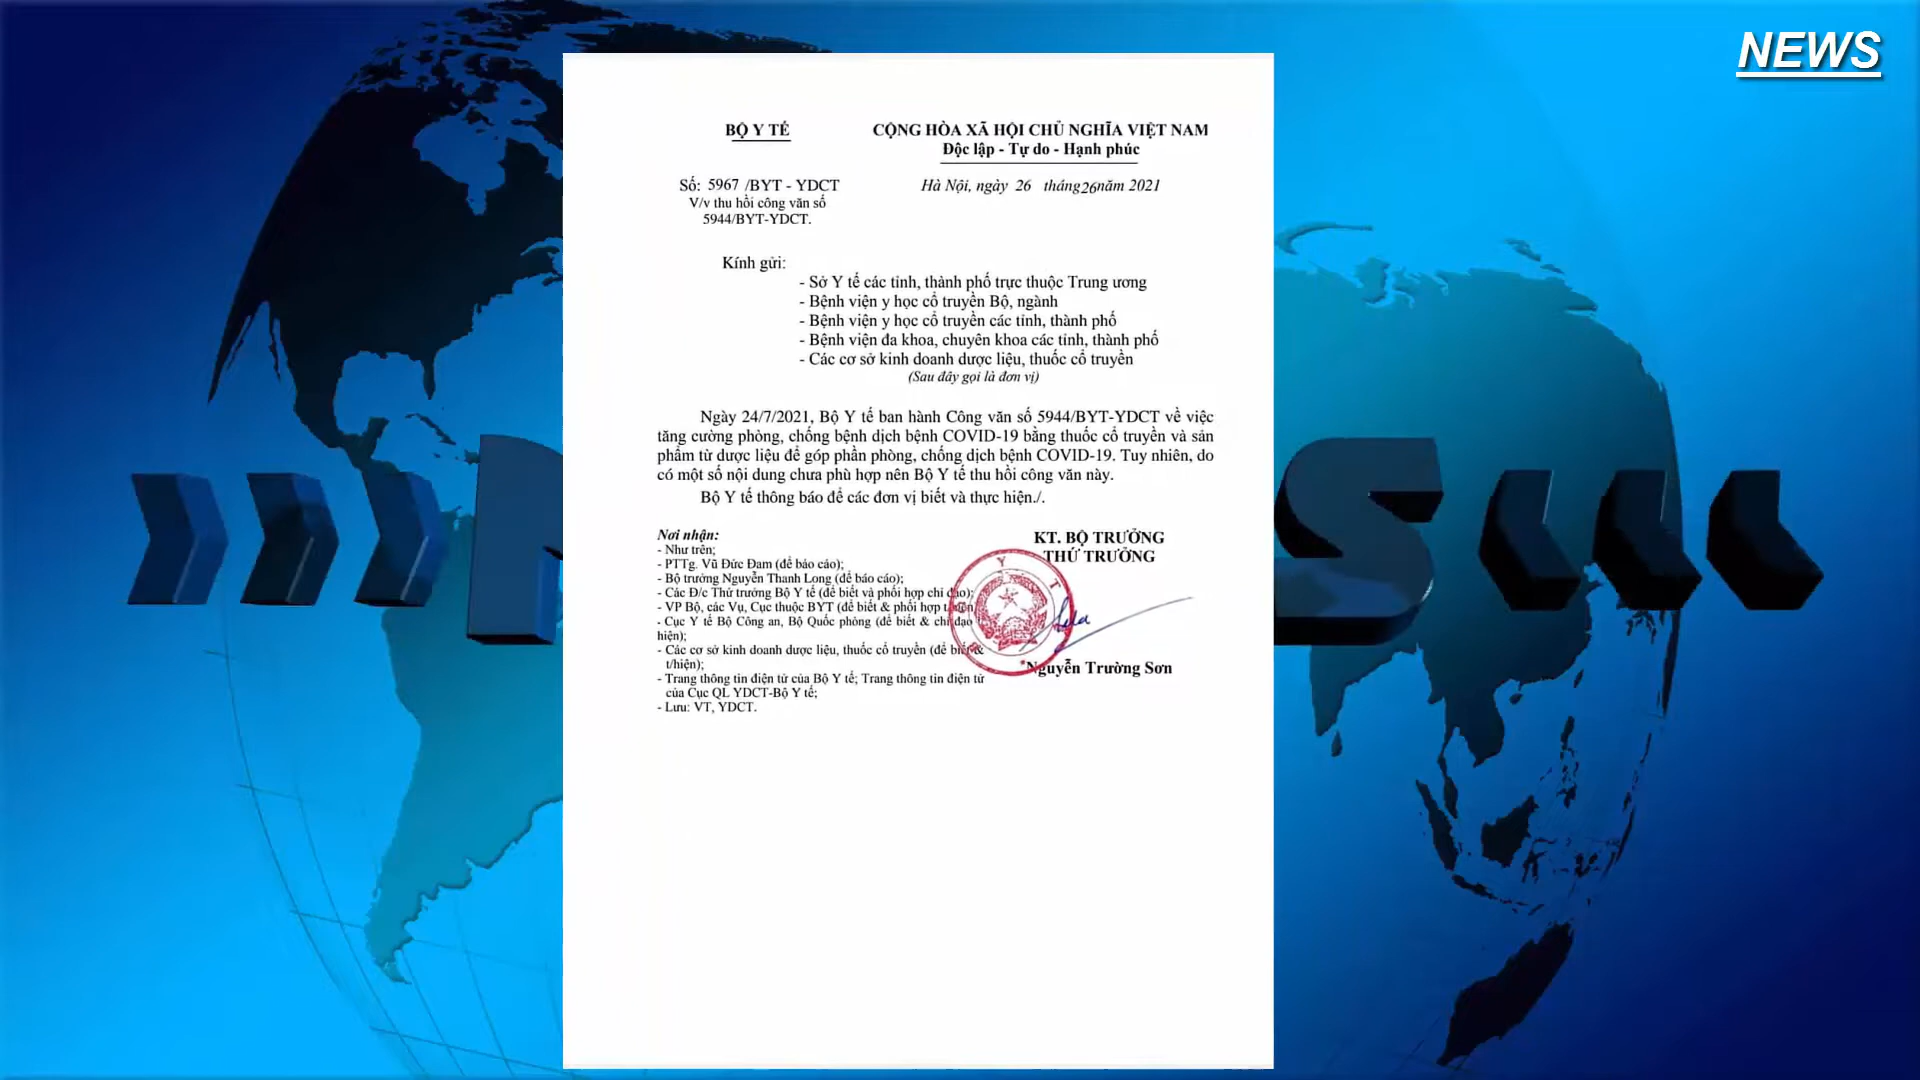 NEWS
BỘ Y TẾ
CỘNG HÒA XÃ HỘI CHỦ NGHĨA VIỆT NAM
Độc lập - Tự do - Hạnh phúc
Số: 5967 /BYT - YDCT
V/v thu hồi công văn số
5944/BYT-YDCT.
Hà Nội, ngày 26 tháng 26 năm 2021
Kính gửi:
- Sở Y tế các tỉnh, thành phố trực thuộc Trung ương
- Bệnh viện y học cổ truyền Bộ, ngành
- Bệnh viện y học cổ truyền các tỉnh, thành phố
- Bệnh viện đa khoa, chuyên khoa các tỉnh, thành phố
- Các cơ sở kinh doanh dược liệu, thuốc cổ truyền
(Sau đây gọi là đơn vị)
Ngày 24/7/2021, Bộ Y tế ban hành Công văn số 5944/BYT-YDCT về việc
tăng cường phòng, chống bệnh dịch bệnh COVID-19 bằng thuốc cổ truyền và sản
phẩm từ dược liệu để góp phần phòng, chống dịch bệnh COVID-19. Tuy nhiên, do
có một số nội dung chưa phù hợp nên Bộ Y tế thu hồi công văn này.
Bộ Y tế thông báo để các đơn vị biết và thực hiện./.
Nơi nhận:
- Như trên;
- PTTg. Vũ Đức Đam (để báo cáo);
- Bộ trưởng Nguyễn Thanh Long (để báo cáo);
- Các Đ/c Thứ trưởng Bộ Y tế (để biết và phối hợp chỉ đạo);
- VP Bộ, các Vụ, Cục thuộc BYT (để biết & phối hợp
- Cục Y tế Bộ Công an, Bộ Quốc phòng (để biết & chỉ đạo
hiện);
- Các cơ sở kinh doanh dược liệu, thuốc cổ truyền (để biết &
t/hiện);
- Trang thông tin điện tử của Bộ Y tế; Trang thông tin điện tử
của Cục QL YDCT-Bộ Y tế;
- Lưu: VT, YDCT.
KT. BỘ TRƯỞNG
THỨ TRƯỞNG
Nguyễn Trường Sơn